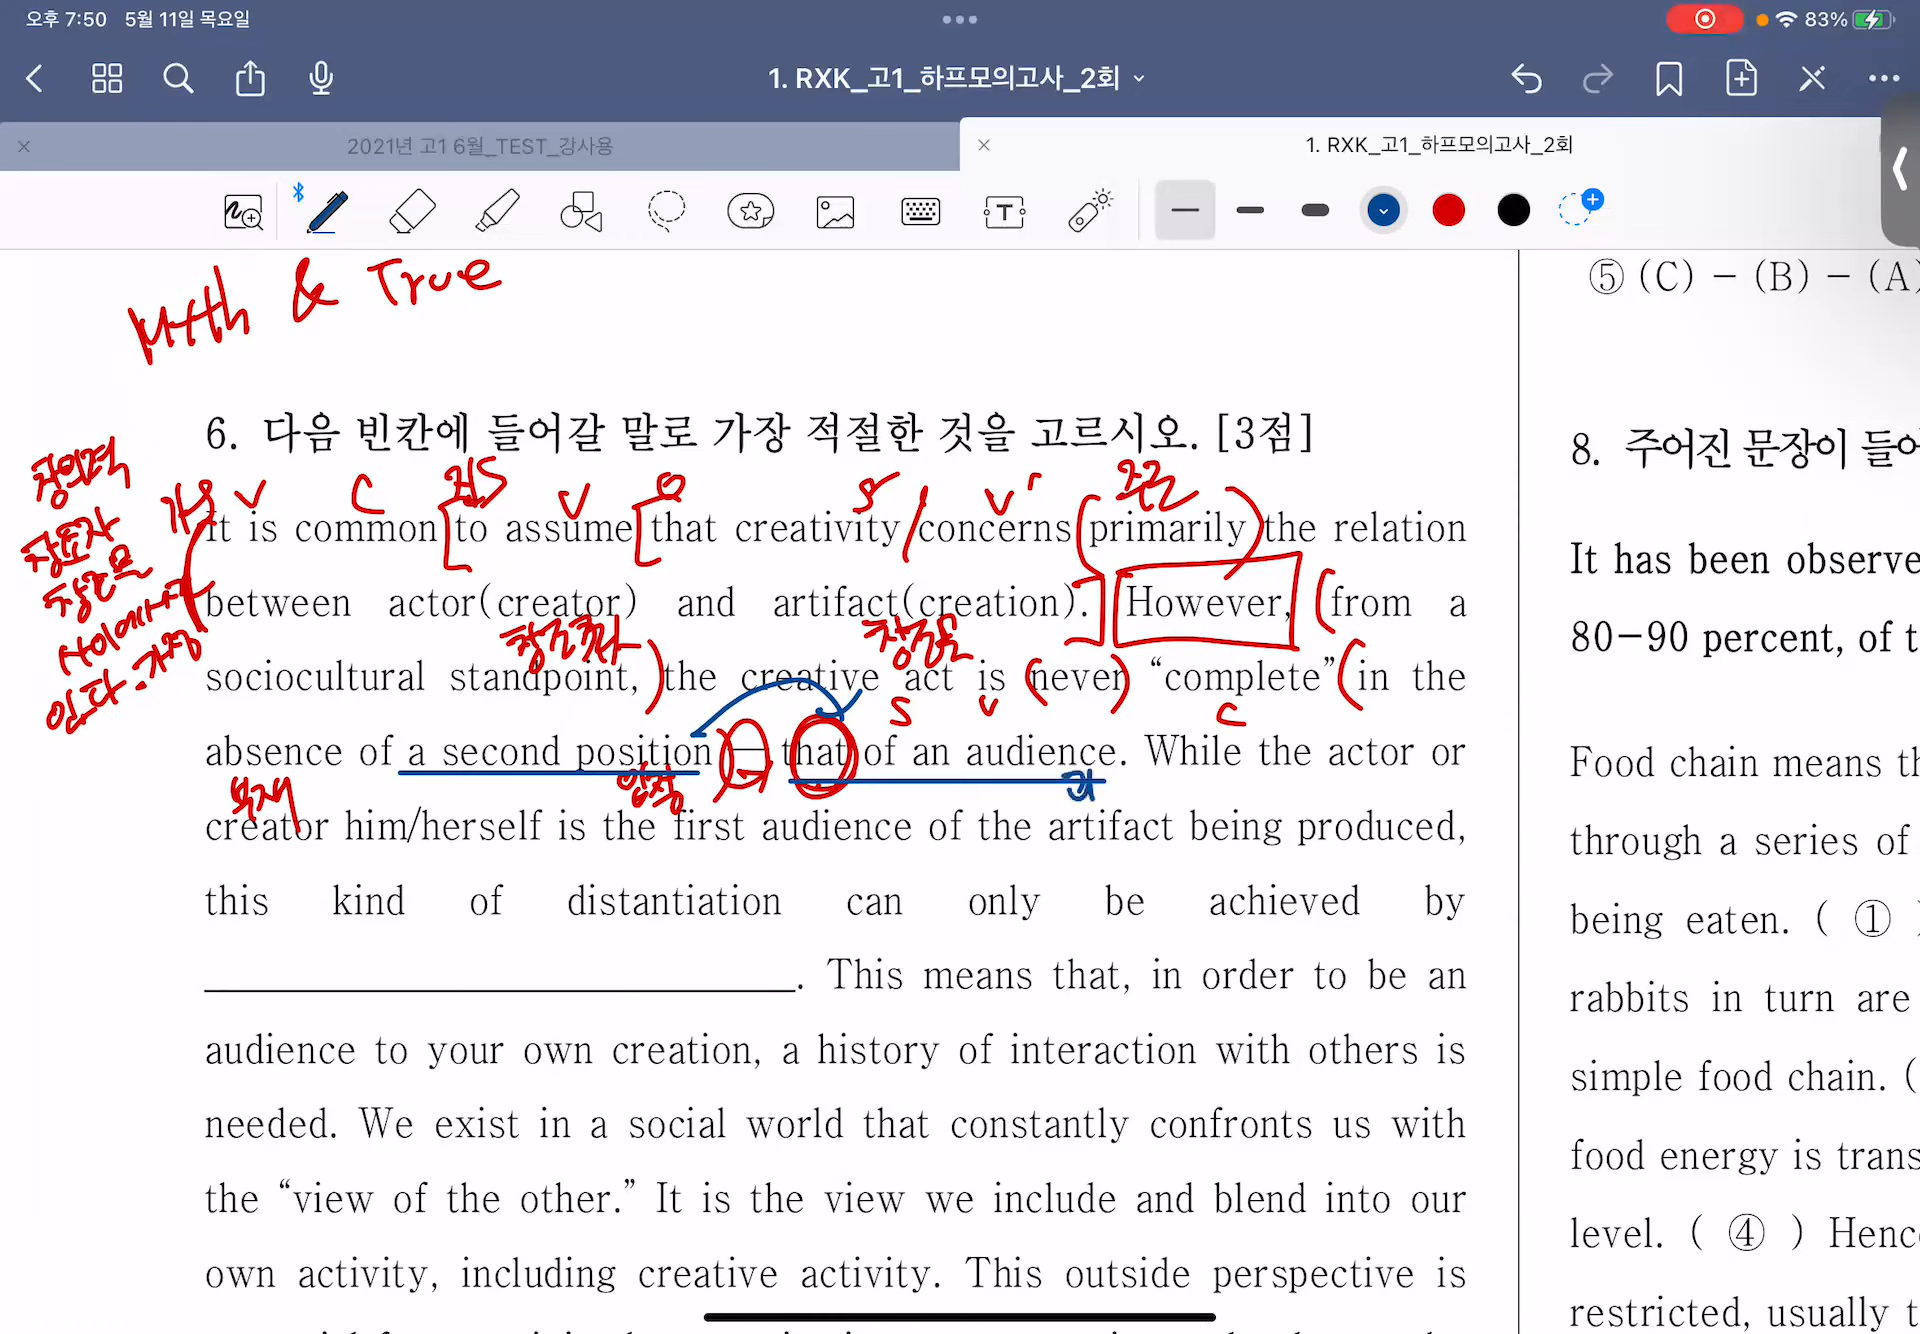 오후 7:50 5월 11일 목요일
83%
1. RXK_고1_하프모의고사_2회
2021년 고1 6월_TEST_강사용
1. RXK_고1_하프모의고사_2회
Myth & True
6. 다음 빈칸에 들어갈 말로 가장 적절한 것을 고르시오. [3점]
창의력
창조자
창조물
사이에서
있다.가정
V C 진S V O S' V'
It is common to assume that creativity concerns primarily the relation
between actor(creator) and artifact(creation). However, from a
창조물
sociocultural standpoint, the creative act is never “complete” in the
S V C
absence of a second position — that of an audience. While the actor or
부재 입장
creator him/herself is the first audience of the artifact being produced,
this kind of distantiation can only be achieved by
. This means that, in order to be an
audience to your own creation, a history of interaction with others is
needed. We exist in a social world that constantly confronts us with
the “view of the other.” It is the view we include and blend into our
own activity, including creative activity. This outside perspective is
⑤ (C) − (B) − (A)
8. 주어진 문장이 들어
It has been observe
80−90 percent, of t
Food chain means th
through a series of
being eaten. ( ① )
rabbits in turn are
simple food chain. (
food energy is trans
level. ( ④ ) Henc
restricted, usually t